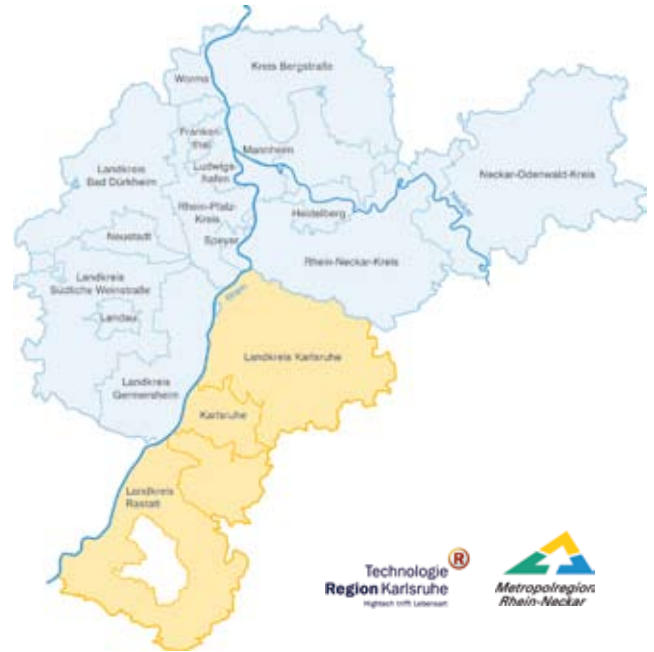 Kreis Bergstraße
Worms
Franken-
thal
Mannheim
Landkreis
Bad Dürkheim
Ludwigs-
hafen
Neckar-Odenwald-Kreis
Neckar
Rhein-Pfalz-
Kreis
Heidelberg
Neustadt
Speyer
Rhein-Neckar-Kreis
Landkreis
Südliche Weinstraße
Rhein
Landau
Landkreis Karlsruhe
Landkreis
Germersheim
Karlsruhe
Landkreis
Rastatt
Technologie ®
Region Karlsruhe
Hightech trifft Lebensart
Metropolregion
Rhein-Neckar